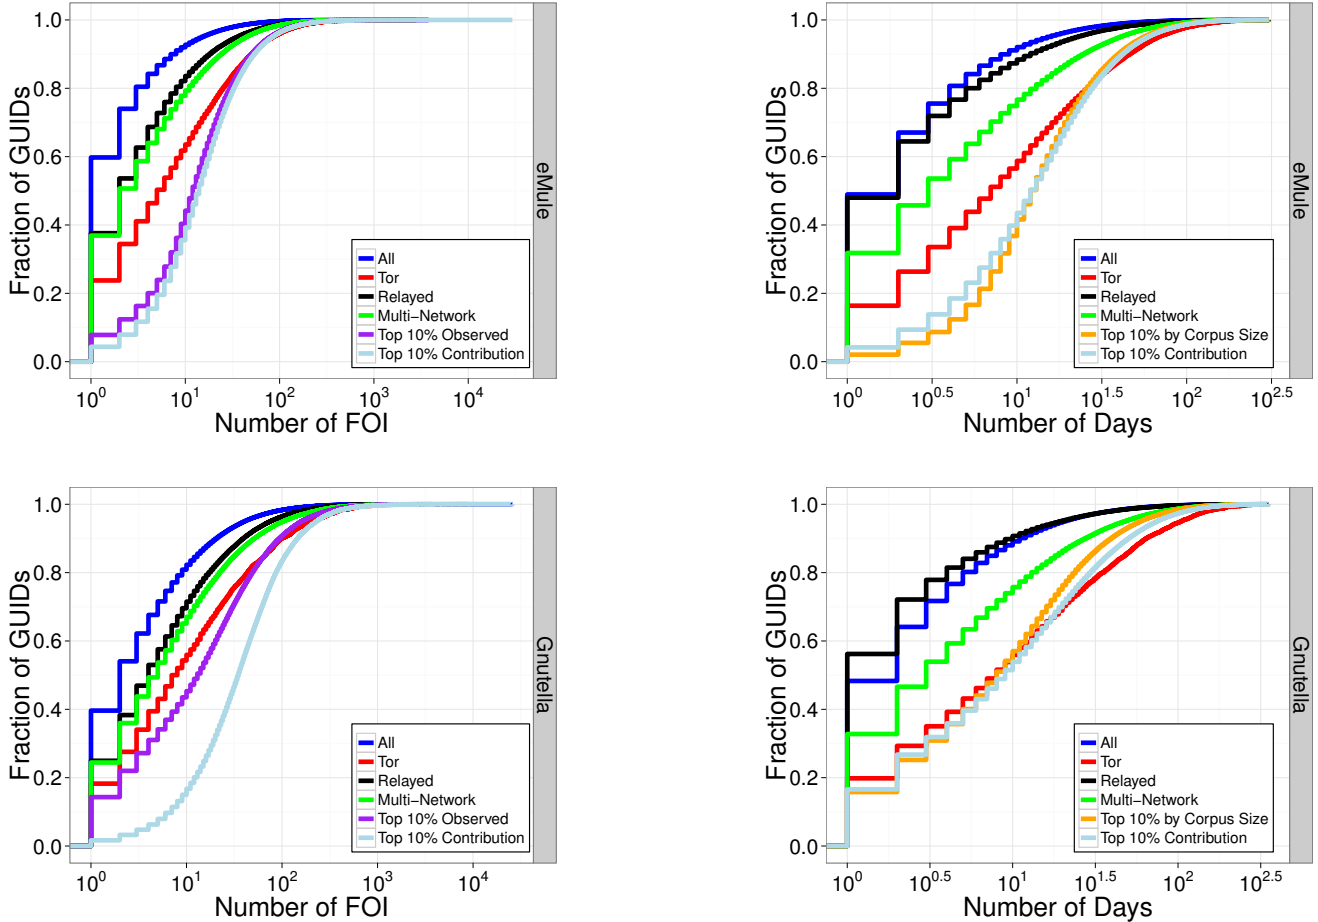 1.0
0.8
0.6
0.4
0.2
0.0
Fraction of GUIDs
eMule
All
Tor
Relayed
Multi−Network
Top 10% Observed
Top 10% Contribution
10^0 10^1 10^2 10^3 10^4
Number of FOI
1.0
0.8
0.6
0.4
0.2
0.0
Fraction of GUIDs
eMule
All
Tor
Relayed
Multi−Network
Top 10% by Corpus Size
Top 10% Contribution
10^0 10^0.5 10^1 10^1.5 10^2 10^2.5
Number of Days
1.0
0.8
0.6
0.4
0.2
0.0
Fraction of GUIDs
Gnutella
All
Tor
Relayed
Multi−Network
Top 10% Observed
Top 10% Contribution
10^0 10^1 10^2 10^3 10^4
Number of FOI
1.0
0.8
0.6
0.4
0.2
0.0
Fraction of GUIDs
Gnutella
All
Tor
Relayed
Multi−Network
Top 10% by Corpus Size
Top 10% Contribution
10^0 10^0.5 10^1 10^1.5 10^2 10^2.5
Number of Days